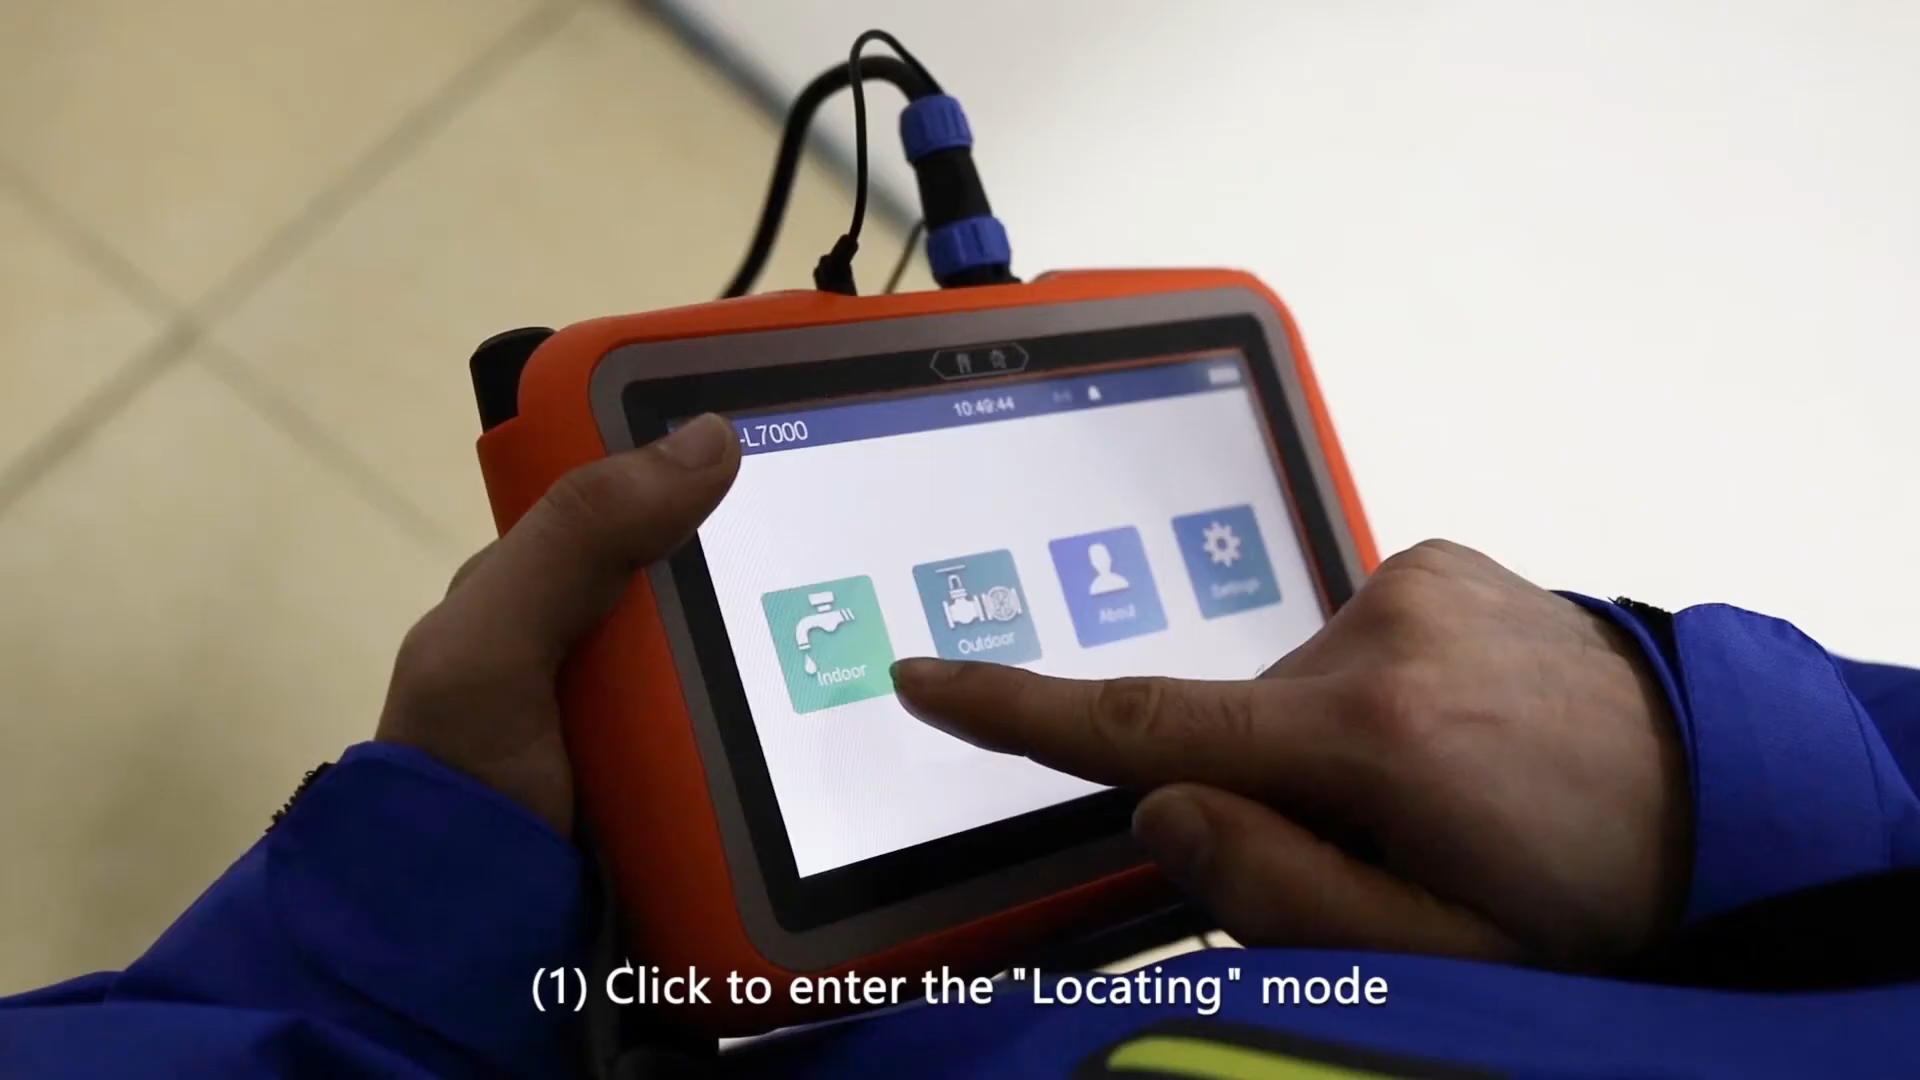 10:49:44
-L7000
Indoor
Outdoor
About
Settings
(1) Click to enter the "Locating" mode